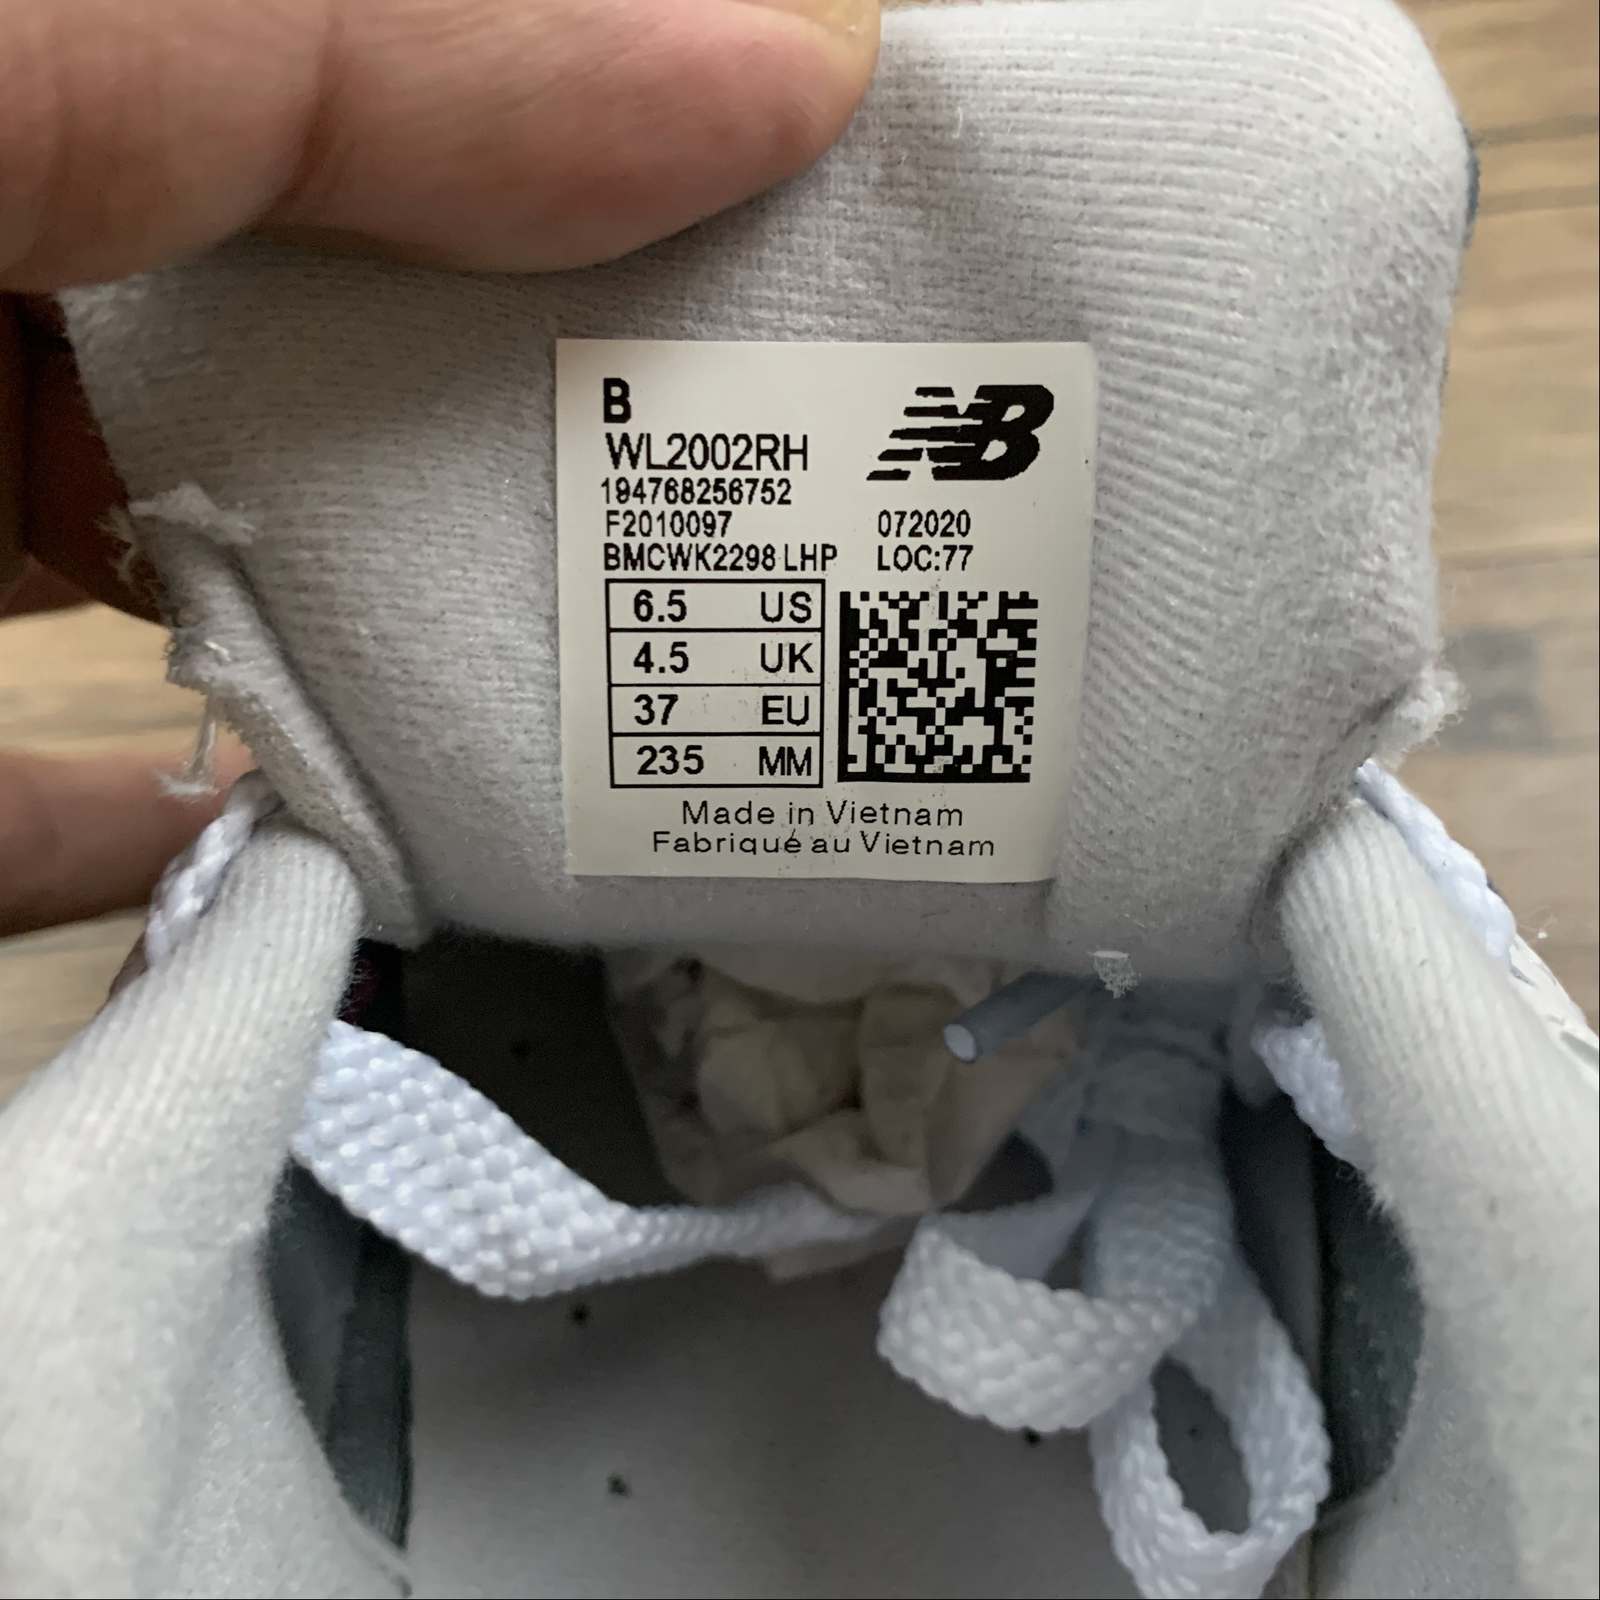 B
NB
WL2002RH
194768256752
F2010097 072020
BMCWK2298 LHP LOC:77
6.5 US
4.5 UK
37 EU
235 MM
Made in Vietnam
Fabriqué au Vietnam